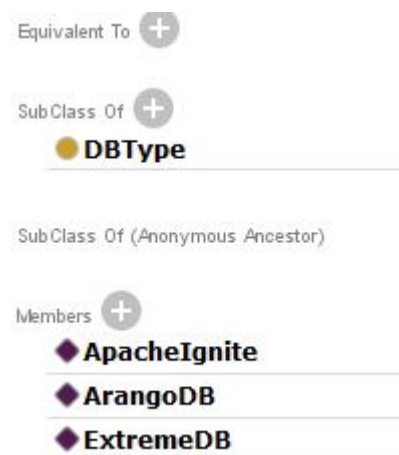 Equivalent To
SubClass Of
DBType
SubClass Of (Anonymous Ancestor)
Members
ApacheIgnite
ArangoDB
ExtremeDB